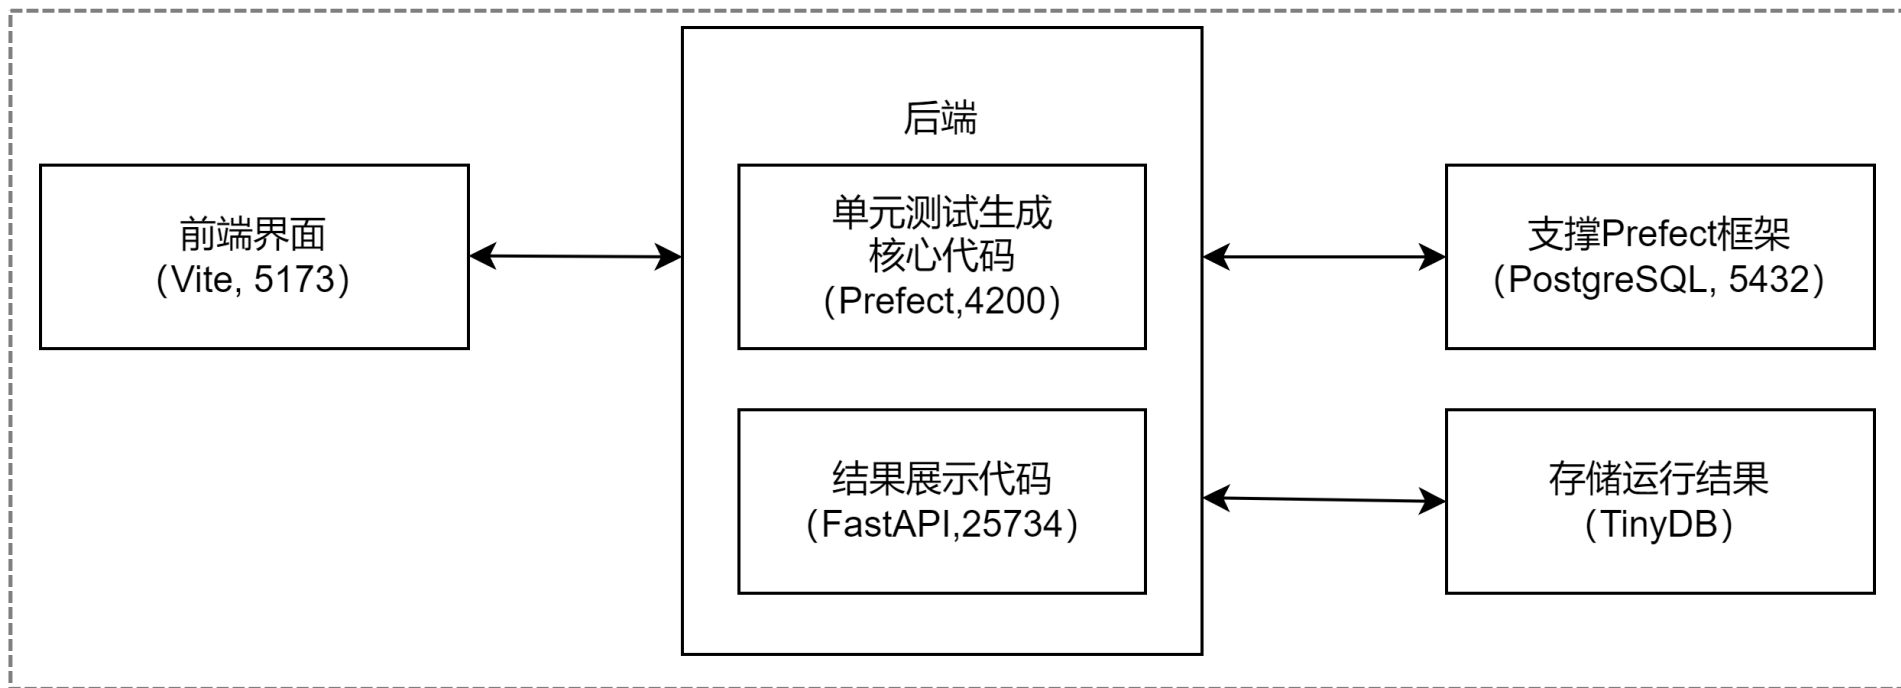 后端
前端界面
（Vite, 5173）
单元测试生成
核心代码
（Prefect,4200）
支撑Prefect框架
（PostgreSQL, 5432）
结果展示代码
（FastAPI,25734）
存储运行结果
（TinyDB）